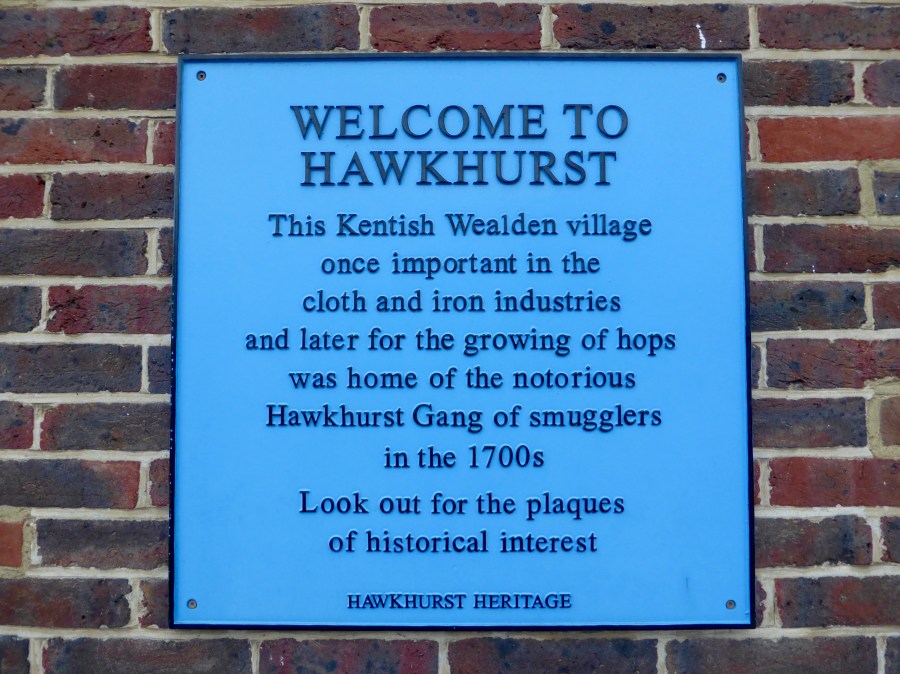 WELCOME TO
HAWKHURST
This Kentish Wealden village
once important in the
cloth and iron industries
and later for the growing of hops
was home of the notorious
Hawkhurst Gang of smugglers
in the 1700s
Look out for the plaques
of historical interest
HAWKHURST HERITAGE